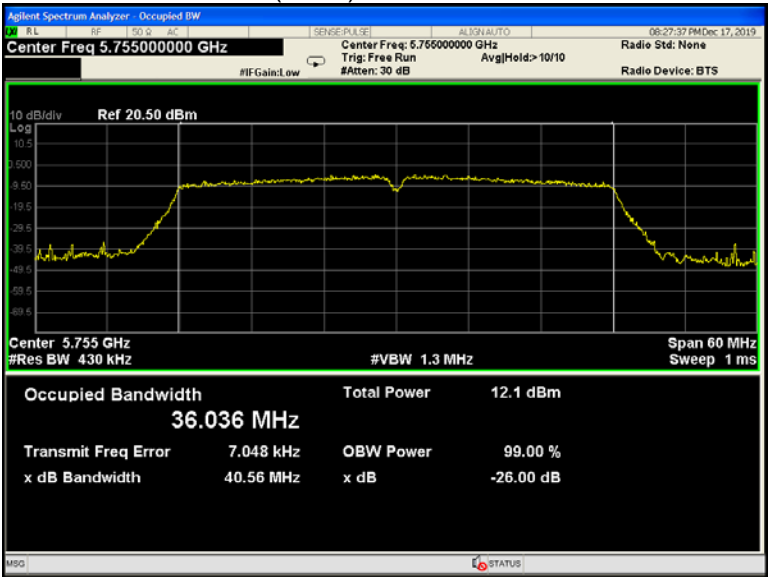 Agilent Spectrum Analyzer - Occupied BW
RL RF 50 Ω AC SENSE:PULSE ALIGNAUTO 08:27:37 PM Dec 17, 2019
Center Freq 5.755000000 GHz Center Freq: 5.755000000 GHz Radio Std: None
Trig: Free Run Avg|Hold:> 10/10
#IFGain:Low #Atten: 30 dB Radio Device: BTS
10 dB/div Ref 20.50 dBm
Log
10.5
0.500
-9.50
-19.5
-29.5
-39.5
-49.5
-59.5
-69.5
Center 5.755 GHz Span 60 MHz
#Res BW 430 kHz #VBW 1.3 MHz Sweep 1 ms
Occupied Bandwidth Total Power 12.1 dBm
36.036 MHz
Transmit Freq Error 7.048 kHz OBW Power 99.00 %
x dB Bandwidth 40.56 MHz x dB -26.00 dB
MSG STATUS